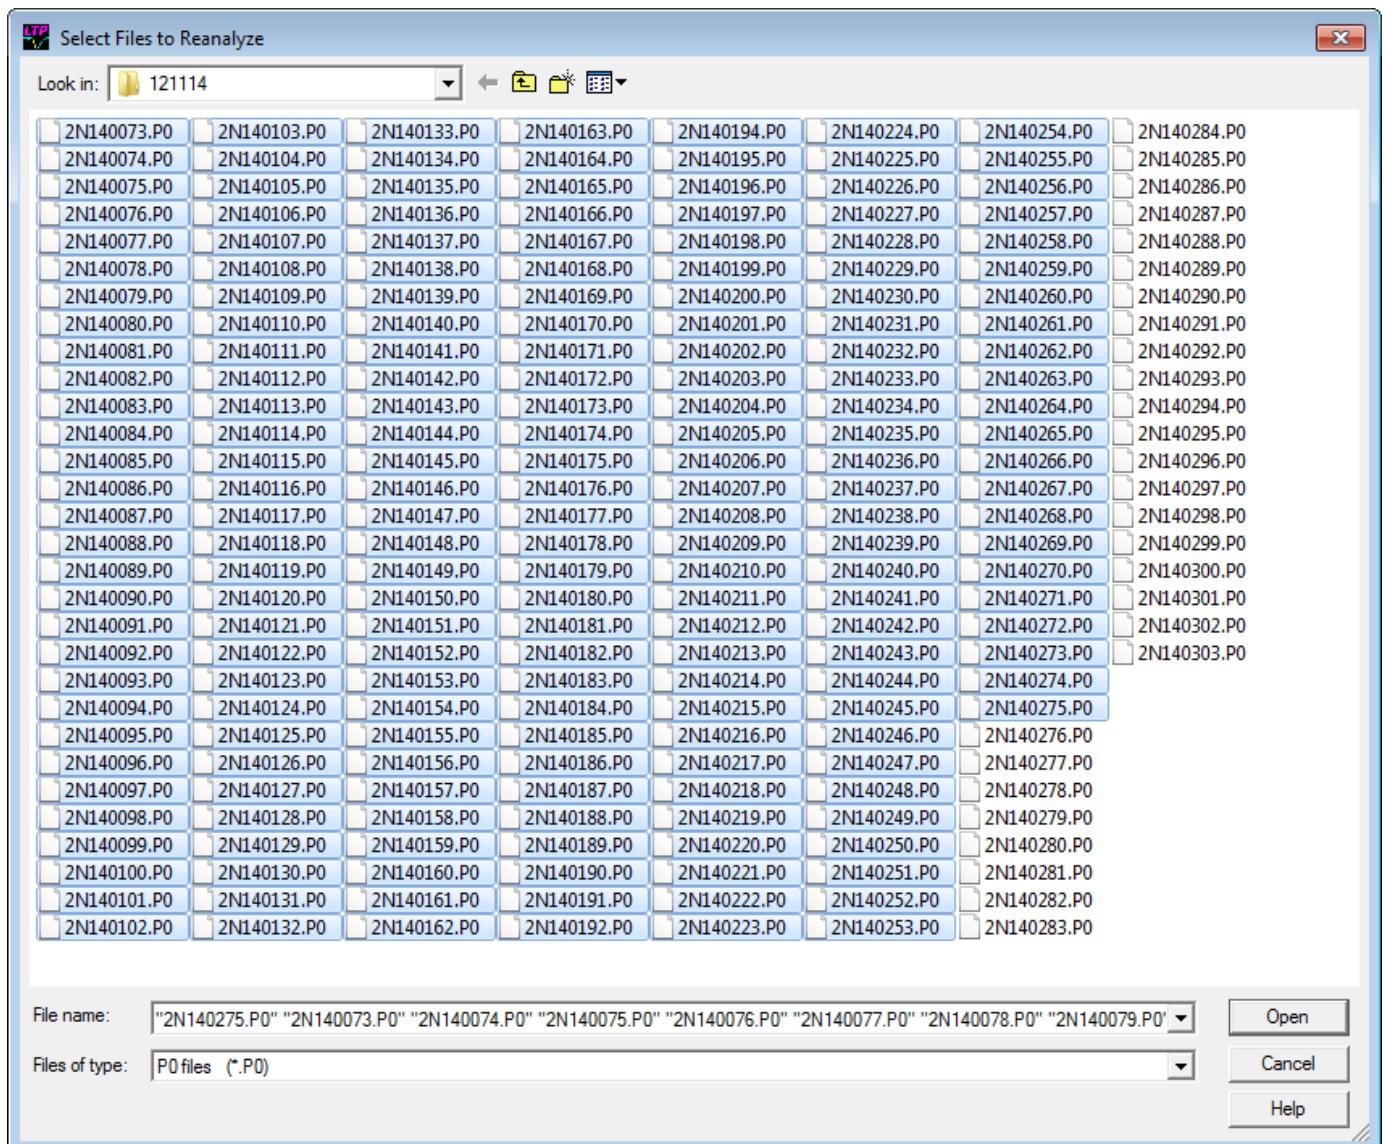 LTP
Select Files to Reanalyze
Look in: 121114
2N140073.P0 2N140103.P0 2N140133.P0 2N140163.P0 2N140194.P0 2N140224.P0 2N140254.P0 2N140284.P0
2N140074.P0 2N140104.P0 2N140134.P0 2N140164.P0 2N140195.P0 2N140225.P0 2N140255.P0 2N140285.P0
2N140075.P0 2N140105.P0 2N140135.P0 2N140165.P0 2N140196.P0 2N140226.P0 2N140256.P0 2N140286.P0
2N140076.P0 2N140106.P0 2N140136.P0 2N140166.P0 2N140197.P0 2N140227.P0 2N140257.P0 2N140287.P0
2N140077.P0 2N140107.P0 2N140137.P0 2N140167.P0 2N140198.P0 2N140228.P0 2N140258.P0 2N140288.P0
2N140078.P0 2N140108.P0 2N140138.P0 2N140168.P0 2N140199.P0 2N140229.P0 2N140259.P0 2N140289.P0
2N140079.P0 2N140109.P0 2N140139.P0 2N140169.P0 2N140200.P0 2N140230.P0 2N140260.P0 2N140290.P0
2N140080.P0 2N140110.P0 2N140140.P0 2N140170.P0 2N140201.P0 2N140231.P0 2N140261.P0 2N140291.P0
2N140081.P0 2N140111.P0 2N140141.P0 2N140171.P0 2N140202.P0 2N140232.P0 2N140262.P0 2N140292.P0
2N140082.P0 2N140112.P0 2N140142.P0 2N140172.P0 2N140203.P0 2N140233.P0 2N140263.P0 2N140293.P0
2N140083.P0 2N140113.P0 2N140143.P0 2N140173.P0 2N140204.P0 2N140234.P0 2N140264.P0 2N140294.P0
2N140084.P0 2N140114.P0 2N140144.P0 2N140174.P0 2N140205.P0 2N140235.P0 2N140265.P0 2N140295.P0
2N140085.P0 2N140115.P0 2N140145.P0 2N140175.P0 2N140206.P0 2N140236.P0 2N140266.P0 2N140296.P0
2N140086.P0 2N140116.P0 2N140146.P0 2N140176.P0 2N140207.P0 2N140237.P0 2N140267.P0 2N140297.P0
2N140087.P0 2N140117.P0 2N140147.P0 2N140177.P0 2N140208.P0 2N140238.P0 2N140268.P0 2N140298.P0
2N140088.P0 2N140118.P0 2N140148.P0 2N140178.P0 2N140209.P0 2N140239.P0 2N140269.P0 2N140299.P0
2N140089.P0 2N140119.P0 2N140149.P0 2N140179.P0 2N140210.P0 2N140240.P0 2N140270.P0 2N140300.P0
2N140090.P0 2N140120.P0 2N140150.P0 2N140180.P0 2N140211.P0 2N140241.P0 2N140271.P0 2N140301.P0
2N140091.P0 2N140121.P0 2N140151.P0 2N140181.P0 2N140212.P0 2N140242.P0 2N140272.P0 2N140302.P0
2N140092.P0 2N140122.P0 2N140152.P0 2N140182.P0 2N140213.P0 2N140243.P0 2N140273.P0 2N140303.P0
2N140093.P0 2N140123.P0 2N140153.P0 2N140183.P0 2N140214.P0 2N140244.P0 2N140274.P0
2N140094.P0 2N140124.P0 2N140154.P0 2N140184.P0 2N140215.P0 2N140245.P0 2N140275.P0
2N140095.P0 2N140125.P0 2N140155.P0 2N140185.P0 2N140216.P0 2N140246.P0 2N140276.P0
2N140096.P0 2N140126.P0 2N140156.P0 2N140186.P0 2N140217.P0 2N140247.P0 2N140277.P0
2N140097.P0 2N140127.P0 2N140157.P0 2N140187.P0 2N140218.P0 2N140248.P0 2N140278.P0
2N140098.P0 2N140128.P0 2N140158.P0 2N140188.P0 2N140219.P0 2N140249.P0 2N140279.P0
2N140099.P0 2N140129.P0 2N140159.P0 2N140189.P0 2N140220.P0 2N140250.P0 2N140280.P0
2N140100.P0 2N140130.P0 2N140160.P0 2N140190.P0 2N140221.P0 2N140251.P0 2N140281.P0
2N140101.P0 2N140131.P0 2N140161.P0 2N140191.P0 2N140222.P0 2N140252.P0 2N140282.P0
2N140102.P0 2N140132.P0 2N140162.P0 2N140192.P0 2N140223.P0 2N140253.P0 2N140283.P0
File name: "2N140275.P0" "2N140073.P0" "2N140074.P0" "2N140075.P0" "2N140076.P0" "2N140077.P0" "2N140078.P0" "2N140079.P0" Open
Files of type: P0 files (*.P0) Cancel
Help